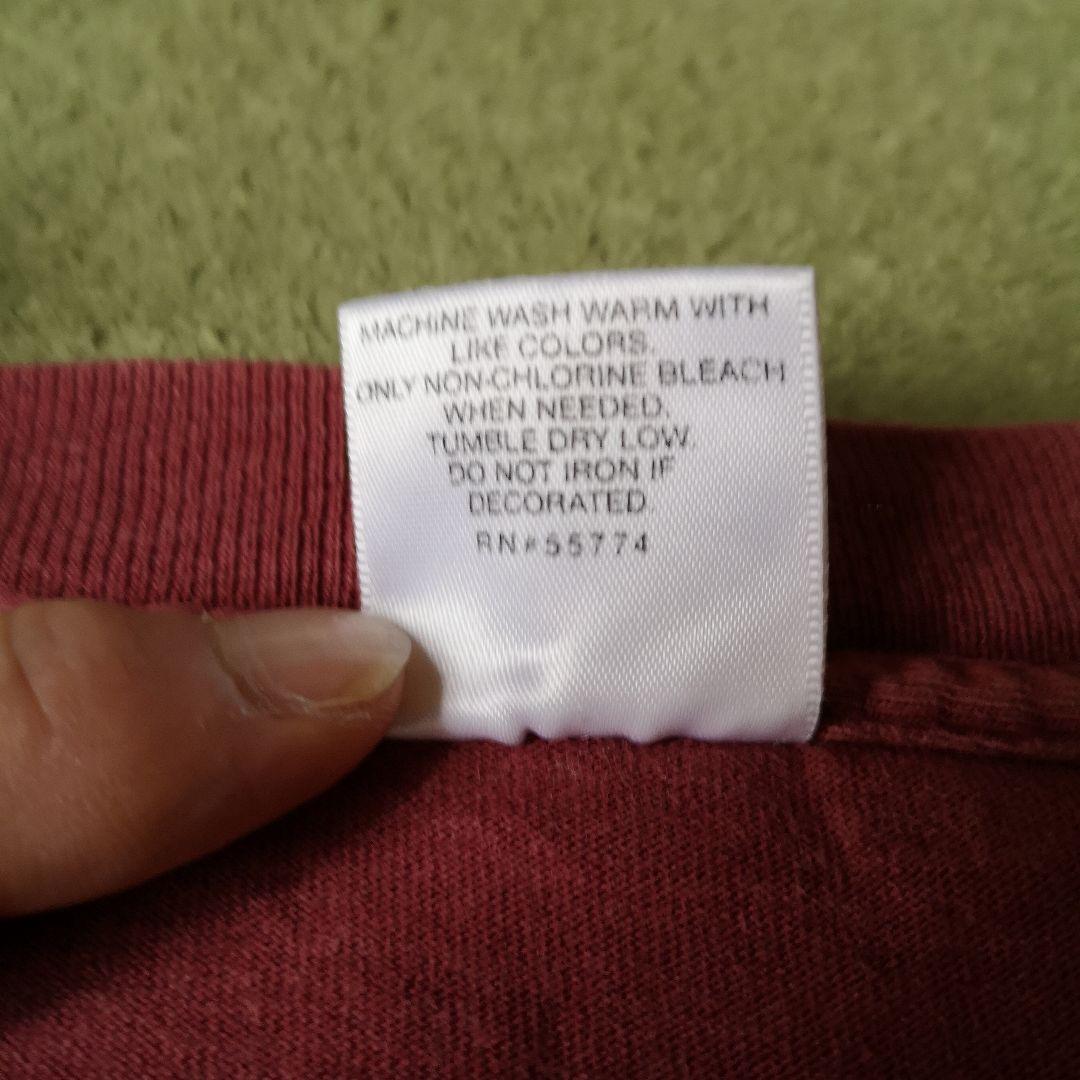 MACHINE WASH WARM WITH
LIKE COLORS.
ONLY NON-CHLORINE BLEACH
WHEN NEEDED.
TUMBLE DRY LOW.
DO NOT IRON IF
DECORATED.
RN#55774